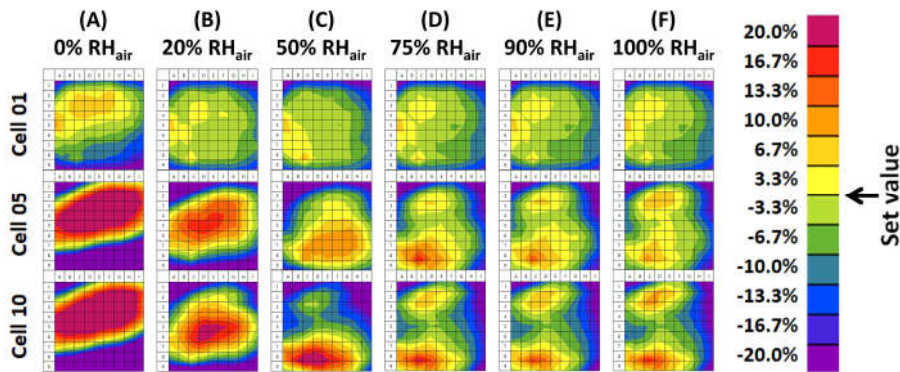 (A) (B) (C) (D) (E) (F)
0% RHair 20% RHair 50% RHair 75% RHair 90% RHair 100% RHair
Cell 01
Cell 05
Cell 10
20.0%
16.7%
13.3%
10.0%
6.7%
3.3%
-3.3%
-6.7%
-10.0%
-13.3%
-16.7%
-20.0%
Set value